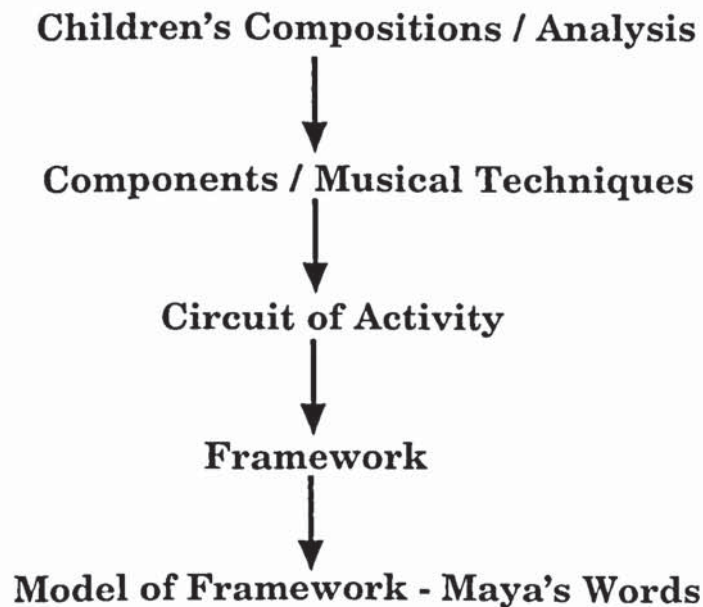 Children's Compositions / Analysis
Components / Musical Techniques
Circuit of Activity
Framework
Model of Framework - Maya's Words